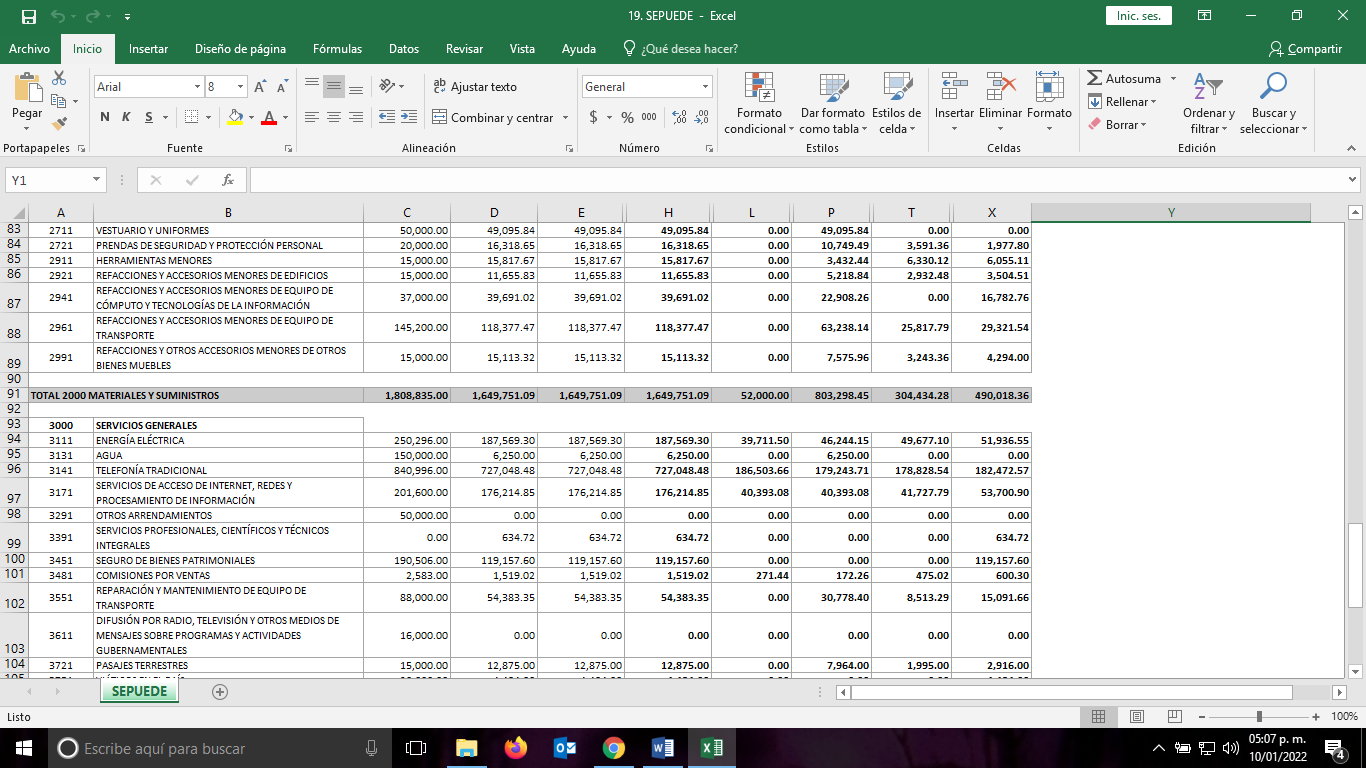 19. SEPUEDE - Excel
Inic. ses.
Archivo Inicio Insertar Diseño de página Fórmulas Datos Revisar Vista Ayuda ¿Qué desea hacer? Compartir
Pegar
Arial 8
N K S
Ajustar texto
Combinar y centrar
General
$ % 000
Formato condicional
Dar formato como tabla
Estilos de celda
Insertar Eliminar Formato
Autosuma
Rellenar
Borrar
Ordenar y filtrar
Buscar y seleccionar
Portapapeles Fuente Alineación Número Estilos Celdas Edición
Y1 fx
A B C D E H L P T X Y
83 2711 VESTUARIO Y UNIFORMES 50,000.00 49,095.84 49,095.84 49,095.84 0.00 49,095.84 0.00 0.00
84 2721 PRENDAS DE SEGURIDAD Y PROTECCIÓN PERSONAL 20,000.00 16,318.65 16,318.65 16,318.65 0.00 10,749.49 3,591.36 1,977.80
85 2911 HERRAMIENTAS MENORES 15,000.00 15,817.67 15,817.67 15,817.67 0.00 3,432.44 6,330.12 6,055.11
86 2921 REFACCIONES Y ACCESORIOS MENORES DE EDIFICIOS 15,000.00 11,655.83 11,655.83 11,655.83 0.00 5,218.84 2,932.48 3,504.51
87 2941 REFACCIONES Y ACCESORIOS MENORES DE EQUIPO DE CÓMPUTO Y TECNOLOGÍAS DE LA INFORMACIÓN 37,000.00 39,691.02 39,691.02 39,691.02 0.00 22,908.26 0.00 16,782.76
88 2961 REFACCIONES Y ACCESORIOS MENORES DE EQUIPO DE TRANSPORTE 145,200.00 118,377.47 118,377.47 118,377.47 0.00 63,238.14 25,817.79 29,321.54
89 2991 REFACCIONES Y OTROS ACCESORIOS MENORES DE OTROS BIENES MUEBLES 15,000.00 15,113.32 15,113.32 15,113.32 0.00 7,575.96 3,243.36 4,294.00
90
91 TOTAL 2000 MATERIALES Y SUMINISTROS 1,808,835.00 1,649,751.09 1,649,751.09 1,649,751.09 52,000.00 803,298.45 304,434.28 490,018.36
92
93 3000 SERVICIOS GENERALES
94 3111 ENERGÍA ELÉCTRICA 250,296.00 187,569.30 187,569.30 187,569.30 39,711.50 46,244.15 49,677.10 51,936.55
95 3131 AGUA 150,000.00 6,250.00 6,250.00 6,250.00 0.00 6,250.00 0.00 0.00
96 3141 TELEFONÍA TRADICIONAL 840,996.00 727,048.48 727,048.48 727,048.48 186,503.66 179,243.71 178,828.54 182,472.57
97 3171 SERVICIOS DE ACCESO DE INTERNET, REDES Y PROCESAMIENTO DE INFORMACIÓN 201,600.00 176,214.85 176,214.85 176,214.85 40,393.08 40,393.08 41,727.79 53,700.90
98 3291 OTROS ARRENDAMIENTOS 50,000.00 0.00 0.00 0.00 0.00 0.00 0.00 0.00
99 3391 SERVICIOS PROFESIONALES, CIENTÍFICOS Y TÉCNICOS INTEGRALES 0.00 634.72 634.72 634.72 0.00 0.00 0.00 634.72
100 3451 SEGURO DE BIENES PATRIMONIALES 190,506.00 119,157.60 119,157.60 119,157.60 0.00 0.00 0.00 119,157.60
101 3481 COMISIONES POR VENTAS 2,583.00 1,519.02 1,519.02 1,519.02 271.44 172.26 475.02 600.30
102 3551 REPARACIÓN Y MANTENIMIENTO DE EQUIPO DE TRANSPORTE 88,000.00 54,383.35 54,383.35 54,383.35 0.00 30,778.40 8,513.29 15,091.66
103 3611 DIFUSIÓN POR RADIO, TELEVISIÓN Y OTROS MEDIOS DE MENSAJES SOBRE PROGRAMAS Y ACTIVIDADES GUBERNAMENTALES 16,000.00 0.00 0.00 0.00 0.00 0.00 0.00 0.00
104 3721 PASAJES TERRESTRES 15,000.00 12,875.00 12,875.00 12,875.00 0.00 7,964.00 1,995.00 2,916.00
SEPUEDE
Listo 100%
Escribe aquí para buscar
05:07 p. m.
10/01/2022
4